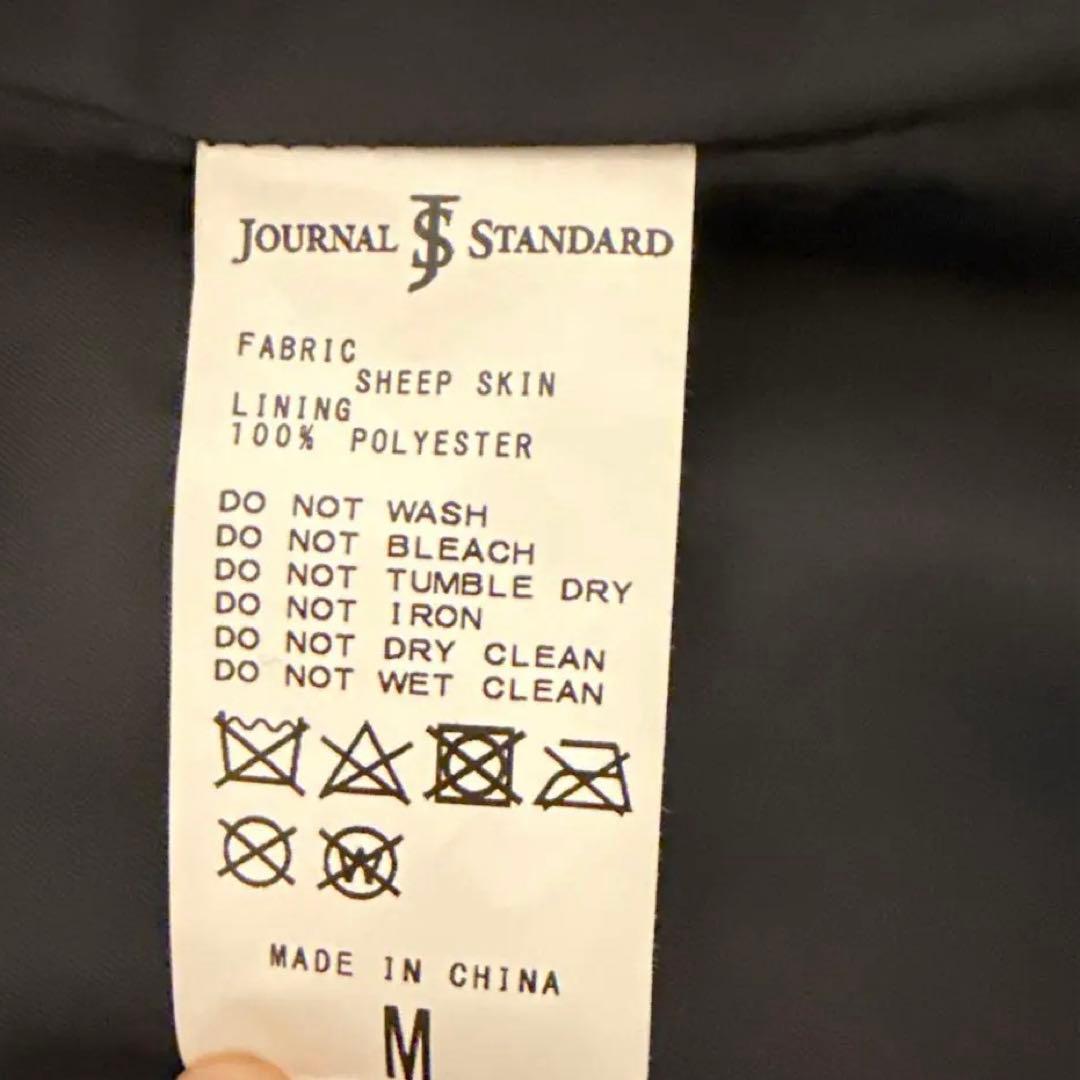 JOURNAL JS STANDARD
FABRIC
SHEEP SKIN
LINING
100% POLYESTER
DO NOT WASH
DO NOT BLEACH
DO NOT TUMBLE DRY
DO NOT IRON
DO NOT DRY CLEAN
DO NOT WET CLEAN
W
MADE IN CHINA
M